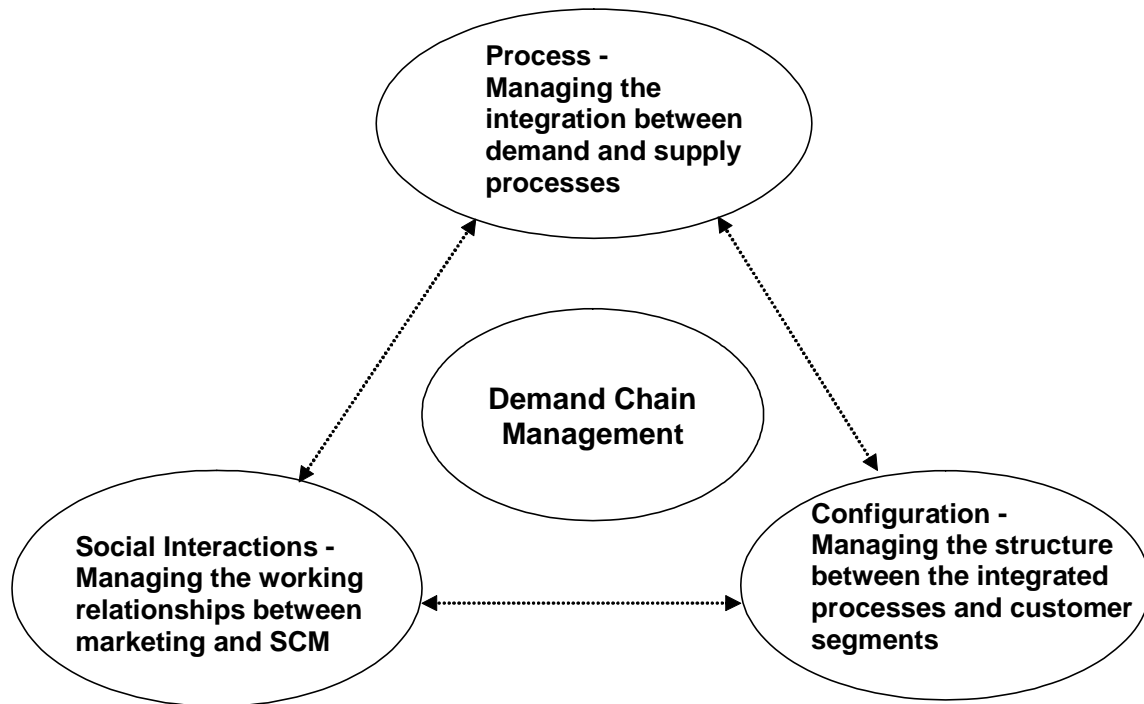 Process -
Managing the
integration between
demand and supply
processes
Demand Chain
Management
Social Interactions -
Managing the working
relationships between
marketing and SCM
Configuration -
Managing the structure
between the integrated
processes and customer
segments